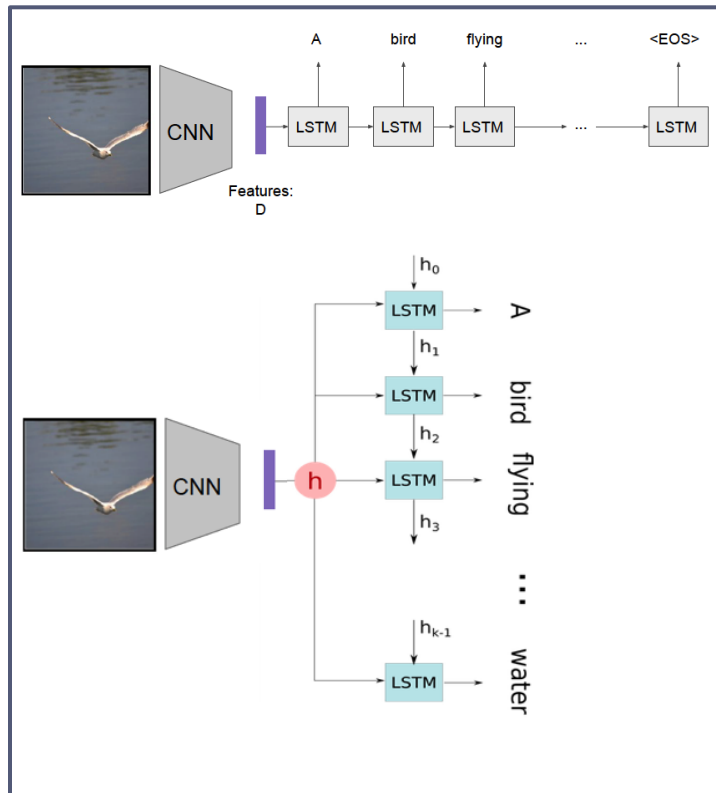 A bird flying ... <EOS>
CNN
LSTM LSTM LSTM ... LSTM
Features:
D
h0
LSTM A
h1
LSTM bird
h2
CNN
h LSTM flying
h3
...
hk-1
LSTM water